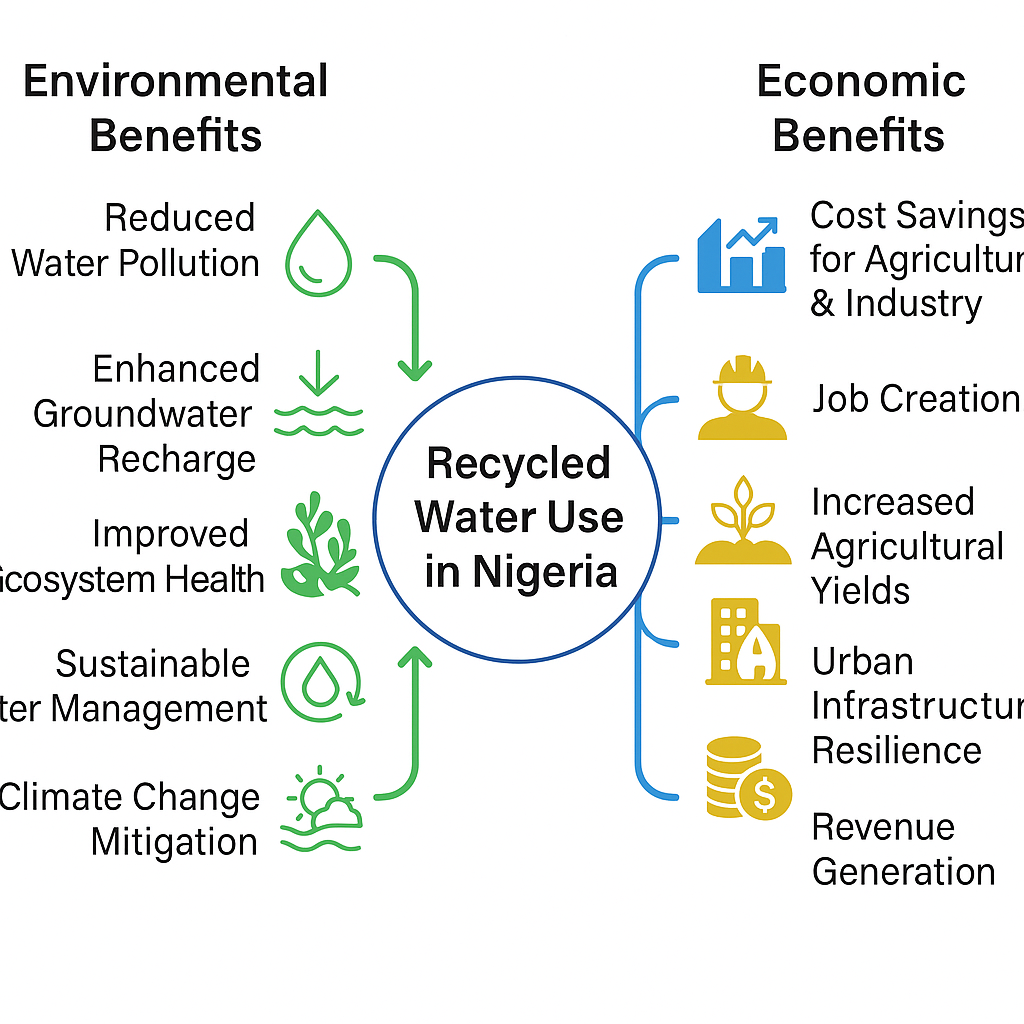 Environmental
Benefits
Reduced
Water Pollution
Enhanced
Groundwater
Recharge
Improved
cosystem Health
Sustainable
ter Management
Climate Change
Mitigation
Recycled
Water Use
in Nigeria
Economic
Benefits
Cost Savings
for Agricultur
& Industry
Job Creation
Increased
Agricultural
Yields
Urban
Infrastructur
Resilience
$
Revenue
Generation